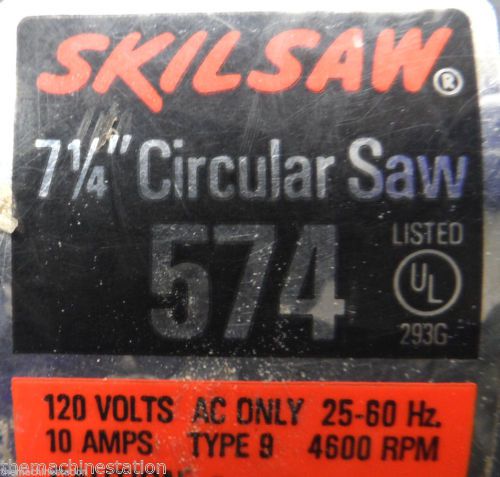 SKILSAW®
7¼" Circular Saw
574
LISTED
UL
293G
120 VOLTS AC ONLY 25-60 Hz.
10 AMPS TYPE 9 4600 RPM
themachinestation